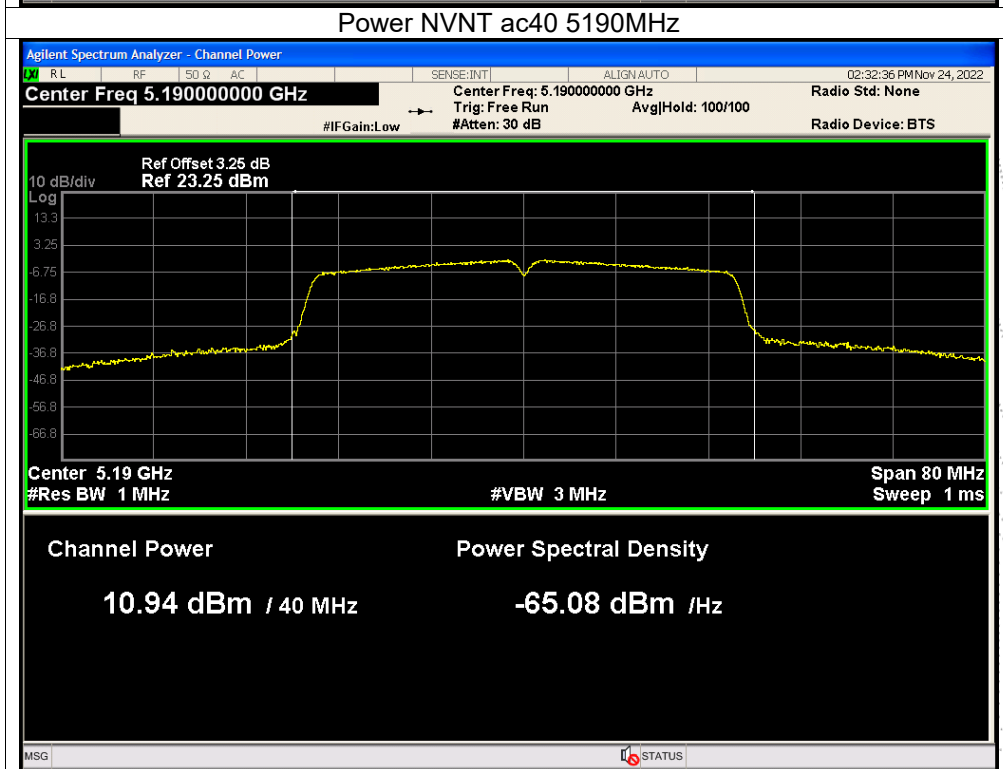 Power NVNT ac40 5190MHz
Agilent Spectrum Analyzer - Channel Power
LXI RL RF 50 Ω AC SENSE:INT ALIGN AUTO 02:32:36 PM Nov 24, 2022
Center Freq 5.190000000 GHz Center Freq: 5.190000000 GHz Radio Std: None
Trig: Free Run Avg|Hold: 100/100
#IFGain:Low #Atten: 30 dB Radio Device: BTS
Ref Offset 3.25 dB
10 dB/div Ref 23.25 dBm
Log
13.3
3.25
-6.75
-16.8
-26.8
-36.8
-46.8
-56.8
-66.8
Center 5.19 GHz Span 80 MHz
#Res BW 1 MHz #VBW 3 MHz Sweep 1 ms
Channel Power Power Spectral Density
10.94 dBm / 40 MHz -65.08 dBm /Hz
MSG STATUS